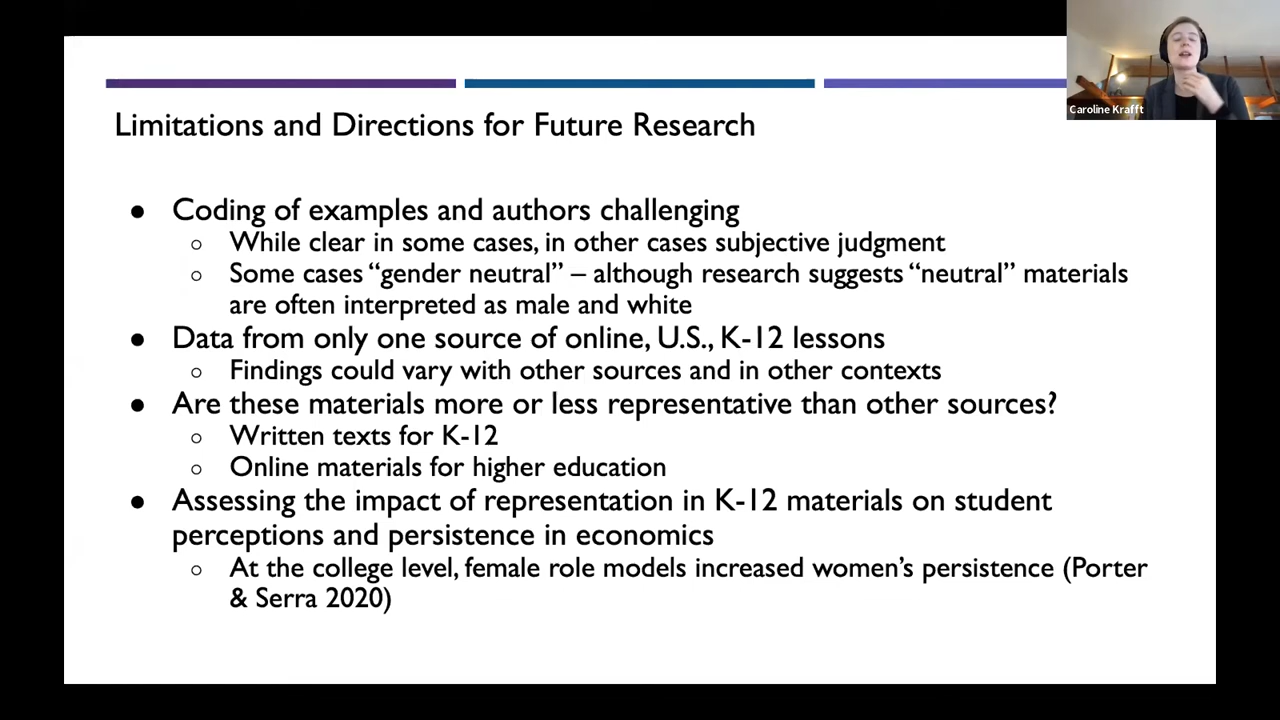 Caroline Krafft
Limitations and Directions for Future Research
● Coding of examples and authors challenging
○ While clear in some cases, in other cases subjective judgment
○ Some cases “gender neutral” – although research suggests “neutral” materials
are often interpreted as male and white
● Data from only one source of online, U.S., K-12 lessons
○ Findings could vary with other sources and in other contexts
● Are these materials more or less representative than other sources?
○ Written texts for K-12
○ Online materials for higher education
● Assessing the impact of representation in K-12 materials on student
perceptions and persistence in economics
○ At the college level, female role models increased women’s persistence (Porter
& Serra 2020)